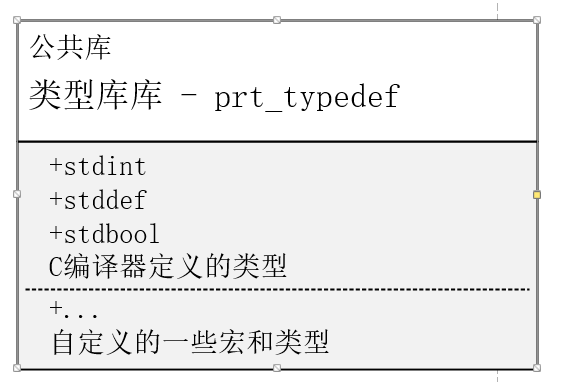 公共库
类型库库 - prt_typedef
+stdint
+stddef
+stdbool
C编译器定义的类型
+...
自定义的一些宏和类型